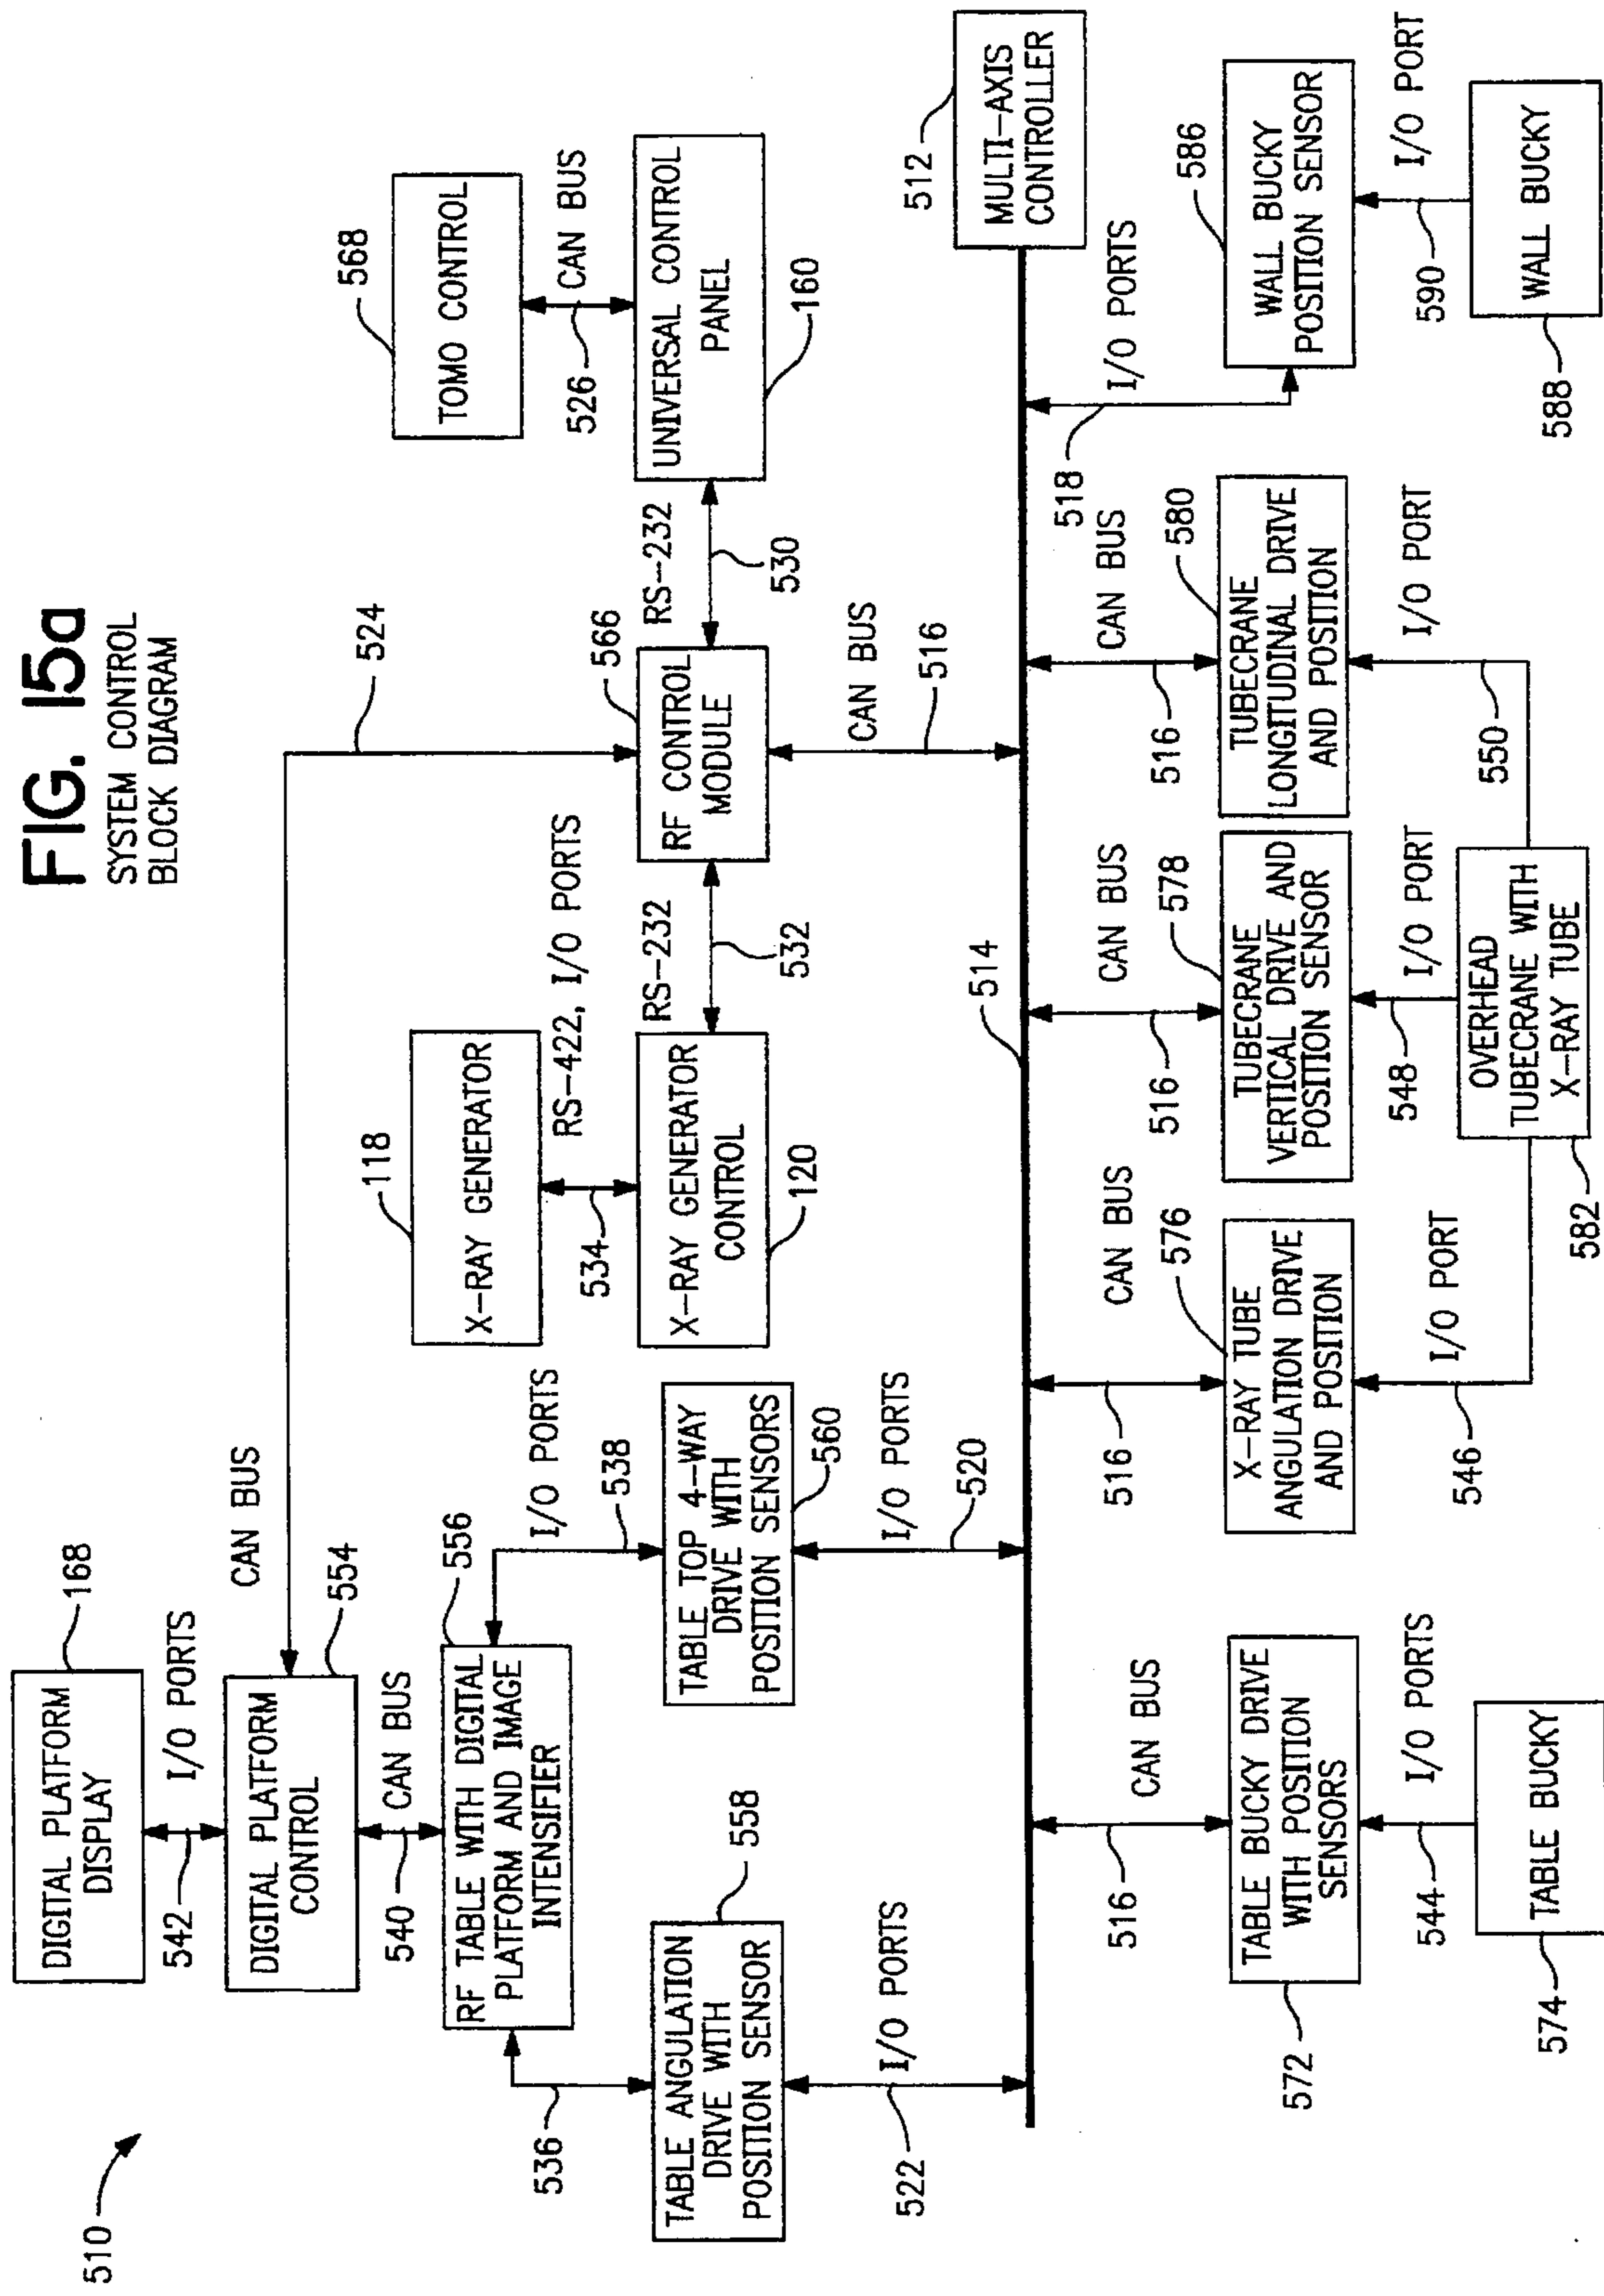 FIG. 15a
SYSTEM CONTROL
BLOCK DIAGRAM
510
DIGITAL PLATFORM
DISPLAY
168
542
I/O PORTS
DIGITAL PLATFORM
CONTROL
554
CAN BUS
524
540
CAN BUS
RF TABLE WITH DIGITAL
PLATFORM AND IMAGE
INTENSIFIER
556
536
I/O PORTS
538
TABLE ANGULATION
DRIVE WITH
POSITION SENSOR
558
TABLE TOP 4-WAY
DRIVE WITH
POSITION SENSORS
560
522
I/O PORTS
I/O PORTS
520
118
X-RAY GENERATOR
534
RS-422, I/O PORTS
X-RAY GENERATOR
CONTROL
120
RS-232
532
RF CONTROL
MODULE
566
CAN BUS
516
RS-232
530
568
TOMO CONTROL
526
CAN BUS
UNIVERSAL CONTROL
PANEL
160
514
512
MULTI-AXIS
CONTROLLER
516
CAN BUS
TABLE BUCKY DRIVE
WITH POSITION
SENSORS
572
544
I/O PORTS
TABLE BUCKY
574
516
CAN BUS
576
X-RAY TUBE
ANGULATION DRIVE
AND POSITION
546
I/O PORT
516
CAN BUS
578
TUBECRANE
VERTICAL DRIVE AND
POSITION SENSOR
548
I/O PORT
OVERHEAD
TUBECRANE WITH
X-RAY TUBE
582
516
CAN BUS
580
TUBECRANE
LONGITUDINAL DRIVE
AND POSITION
550
I/O PORT
518
I/O PORTS
586
WALL BUCKY
POSITION SENSOR
590
I/O PORT
WALL BUCKY
588